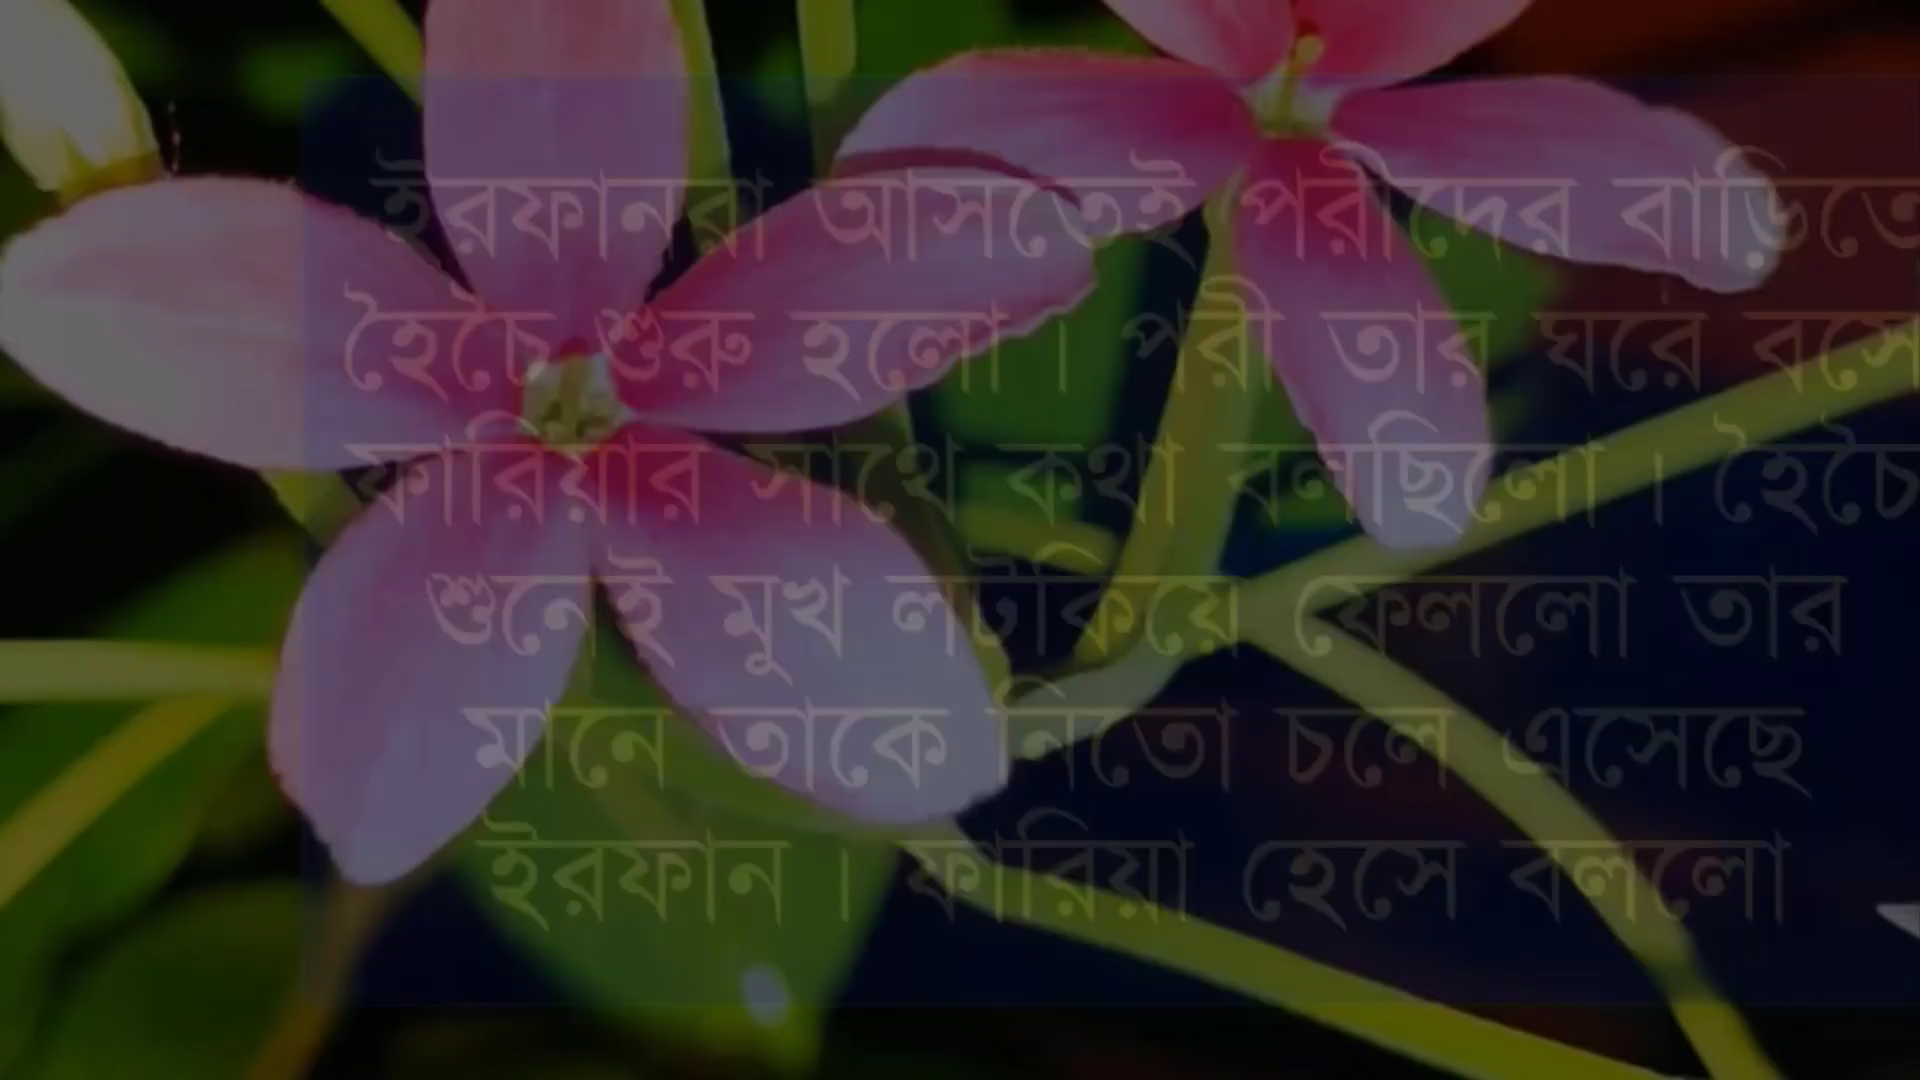 ইরফানরা আসতেই পরীদের বাড়িতে
হৈচৈ শুরু হলো । পরী তার ঘরে বসে
ফারিয়ার সাথে কথা বলছিলো । হৈচৈ
শুনেই মুখ লটকিয়ে ফেললো তার
মানে তাকে নিতো চলে এসেছে
ইরফান । ফারিয়া হেসে বললো